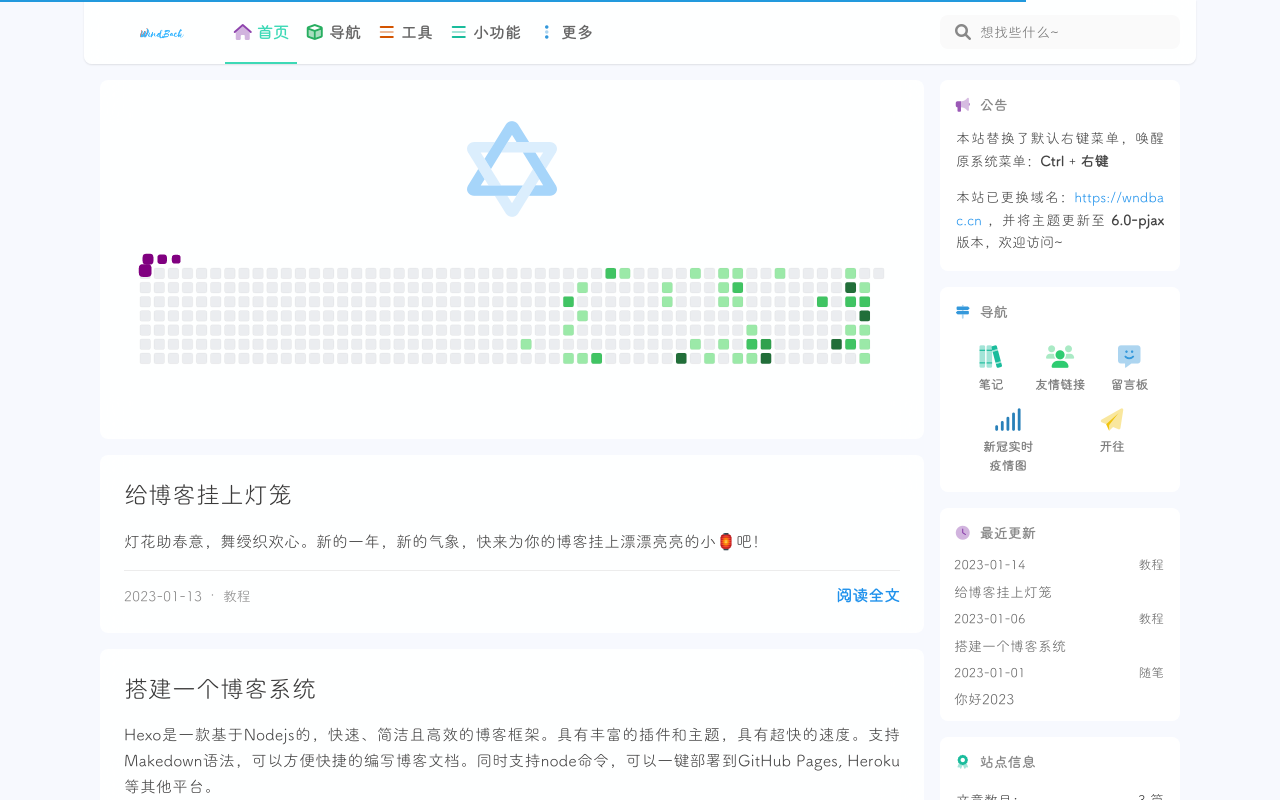 WindBack
首页
导航
工具
小功能
更多
想找些什么~
公告
本站替换了默认右键菜单，唤醒
原系统菜单：Ctrl + 右键
本站已更换域名：https://wndba
c.cn ，并将主题更新至 6.0-pjax
版本，欢迎访问~
导航
笔记
友情链接
留言板
新冠实时
疫情图
开往
给博客挂上灯笼
灯花助春意，舞绶织欢心。新的一年，新的气象，快来为你的博客挂上漂漂亮亮的小🏮吧！
2023-01-13 · 教程
阅读全文
最近更新
2023-01-14 教程
给博客挂上灯笼
2023-01-06 教程
搭建一个博客系统
2023-01-01 随笔
你好2023
搭建一个博客系统
Hexo是一款基于Nodejs的，快速、简洁且高效的博客框架。具有丰富的插件和主题，具有超快的速度。支持
Makedown语法，可以方便快捷的编写博客文档。同时支持node命令，可以一键部署到GitHub Pages, Heroku
等其他平台。
站点信息
文章数目： 3 篇